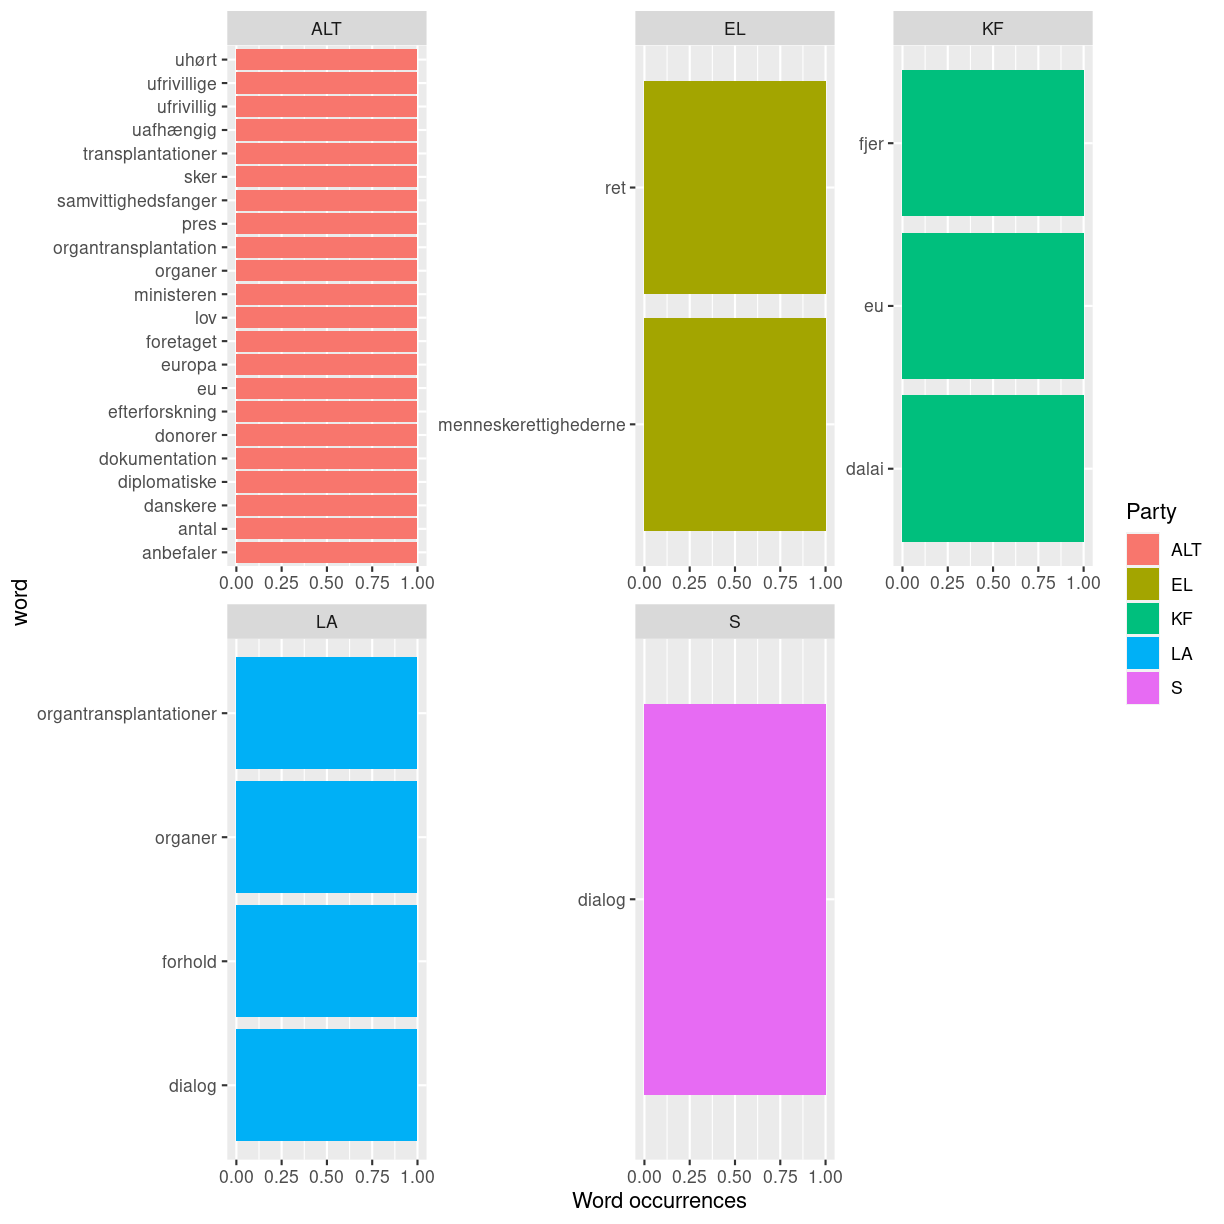 ALT
uhørt
ufrivillige
ufrivillig
uafhængig
transplantationer
sker
samvittighedsfanger
pres
organtransplantation
organer
ministeren
lov
foretaget
europa
eu
efterforskning
donorer
dokumentation
diplomatiske
danskere
antal
anbefaler
0.00 0.25 0.50 0.75 1.00
EL
ret
menneskerettighederne
0.00 0.25 0.50 0.75 1.00
KF
fjer
eu
dalai
0.00 0.25 0.50 0.75 1.00
LA
organtransplantationer
organer
forhold
dialog
0.00 0.25 0.50 0.75 1.00
S
dialog
0.00 0.25 0.50 0.75 1.00
word
Word occurrences
Party
ALT
EL
KF
LA
S